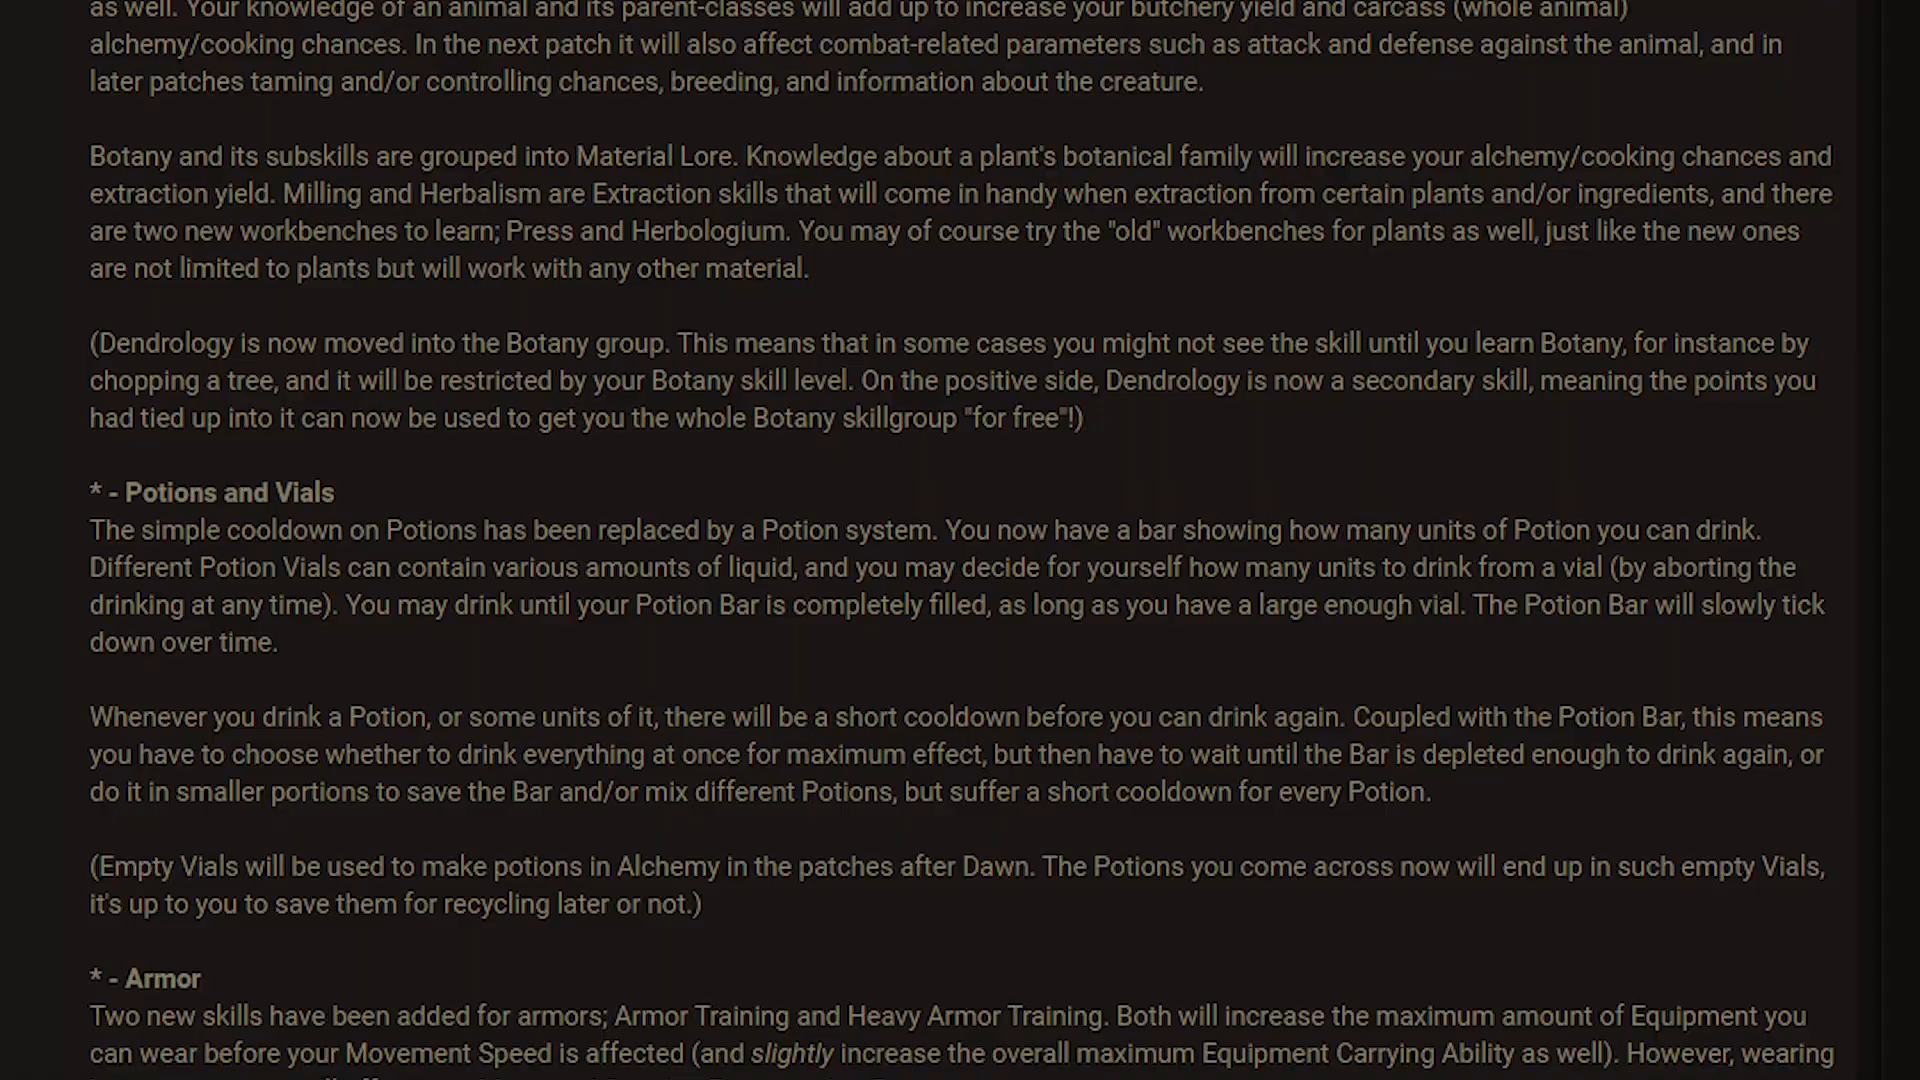 as well. Your knowledge of an animal and its parent-classes will add up to increase your butchery yield and carcass (whole animal)
alchemy/cooking chances. In the next patch it will also affect combat-related parameters such as attack and defense against the animal, and in
later patches taming and/or controlling chances, breeding, and information about the creature.
Botany and its subskills are grouped into Material Lore. Knowledge about a plant's botanical family will increase your alchemy/cooking chances and
extraction yield. Milling and Herbalism are Extraction skills that will come in handy when extraction from certain plants and/or ingredients, and there
are two new workbenches to learn; Press and Herbologium. You may of course try the "old" workbenches for plants as well, just like the new ones
are not limited to plants but will work with any other material.
(Dendrology is now moved into the Botany group. This means that in some cases you might not see the skill until you learn Botany, for instance by
chopping a tree, and it will be restricted by your Botany skill level. On the positive side, Dendrology is now a secondary skill, meaning the points you
had tied up into it can now be used to get you the whole Botany skillgroup "for free"!)
* - Potions and Vials
The simple cooldown on Potions has been replaced by a Potion system. You now have a bar showing how many units of Potion you can drink.
Different Potion Vials can contain various amounts of liquid, and you may decide for yourself how many units to drink from a vial (by aborting the
drinking at any time). You may drink until your Potion Bar is completely filled, as long as you have a large enough vial. The Potion Bar will slowly tick
down over time.
Whenever you drink a Potion, or some units of it, there will be a short cooldown before you can drink again. Coupled with the Potion Bar, this means
you have to choose whether to drink everything at once for maximum effect, but then have to wait until the Bar is depleted enough to drink again, or
do it in smaller portions to save the Bar and/or mix different Potions, but suffer a short cooldown for every Potion.
(Empty Vials will be used to make potions in Alchemy in the patches after Dawn. The Potions you come across now will end up in such empty Vials,
it's up to you to save them for recycling later or not.)
* - Armor
Two new skills have been added for armors; Armor Training and Heavy Armor Training. Both will increase the maximum amount of Equipment you
can wear before your Movement Speed is affected (and slightly increase the overall maximum Equipment Carrying Ability as well). However, wearing